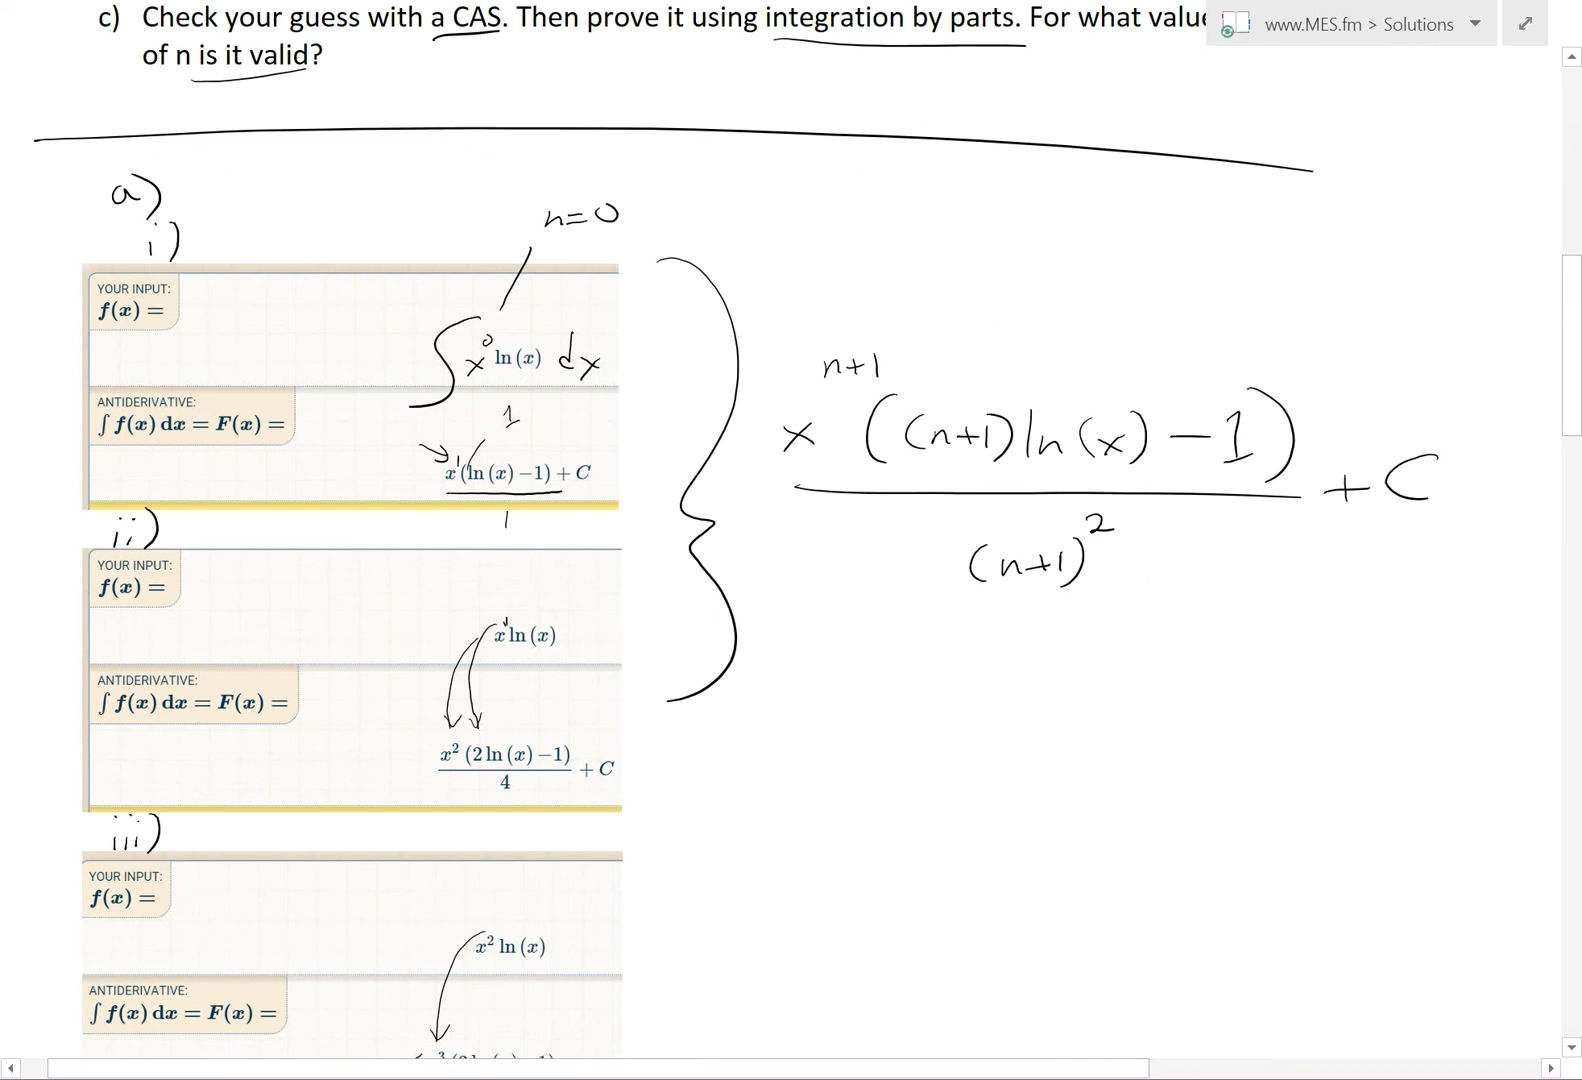 c) Check your guess with a CAS. Then prove it using integration by parts. For what value
of n is it valid?
www.MES.fm > Solutions
a)
i)
n=0
YOUR INPUT:
f(x) =
∫ x⁰ ln (x) dx
ANTIDERIVATIVE:
∫ f(x) dx = F(x) =
1
x¹(ln (x) −1) + C
1
ii)
YOUR INPUT:
f(x) =
x¹ln (x)
ANTIDERIVATIVE:
∫ f(x) dx = F(x) =
x² (2 ln (x) −1)
+ C
4
iii)
YOUR INPUT:
f(x) =
x² ln (x)
ANTIDERIVATIVE:
∫ f(x) dx = F(x) =
n+1
x ((n+1) ln (x) − 1)
+ C
(n+1)²